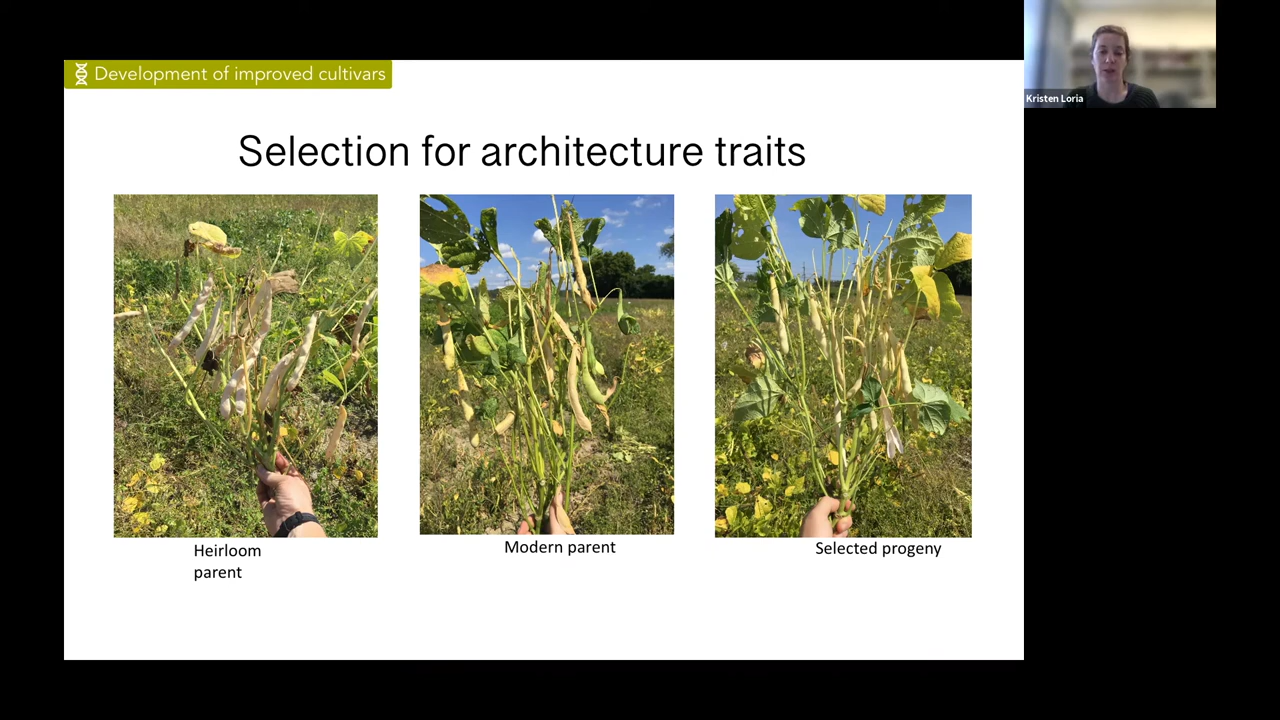 Development of improved cultivars
Kristen Loria
Selection for architecture traits
Heirloom
parent
Modern parent
Selected progeny